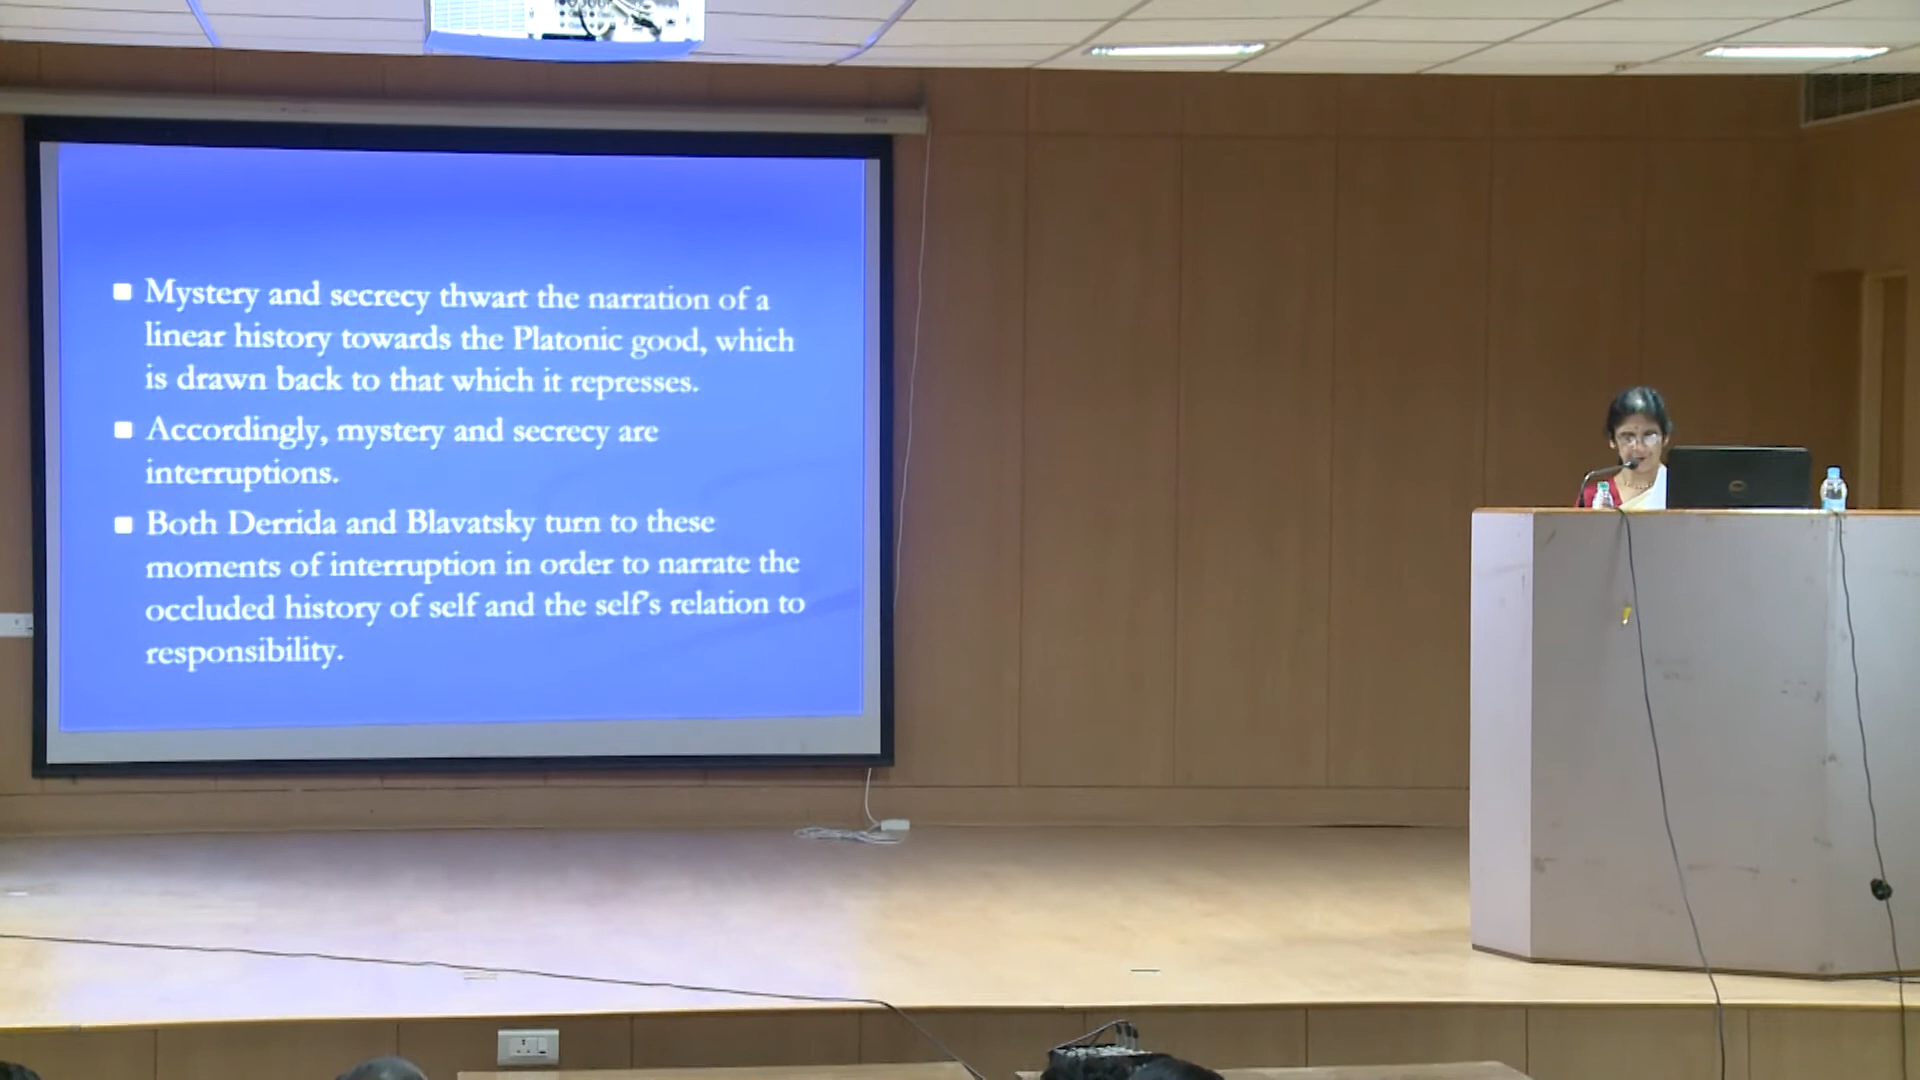 Mystery and secrecy thwart the narration of a
linear history towards the Platonic good, which
is drawn back to that which it represses.
Accordingly, mystery and secrecy are
interruptions.
Both Derrida and Blavatsky turn to these
moments of interruption in order to narrate the
occluded history of self and the self's relation to
responsibility.